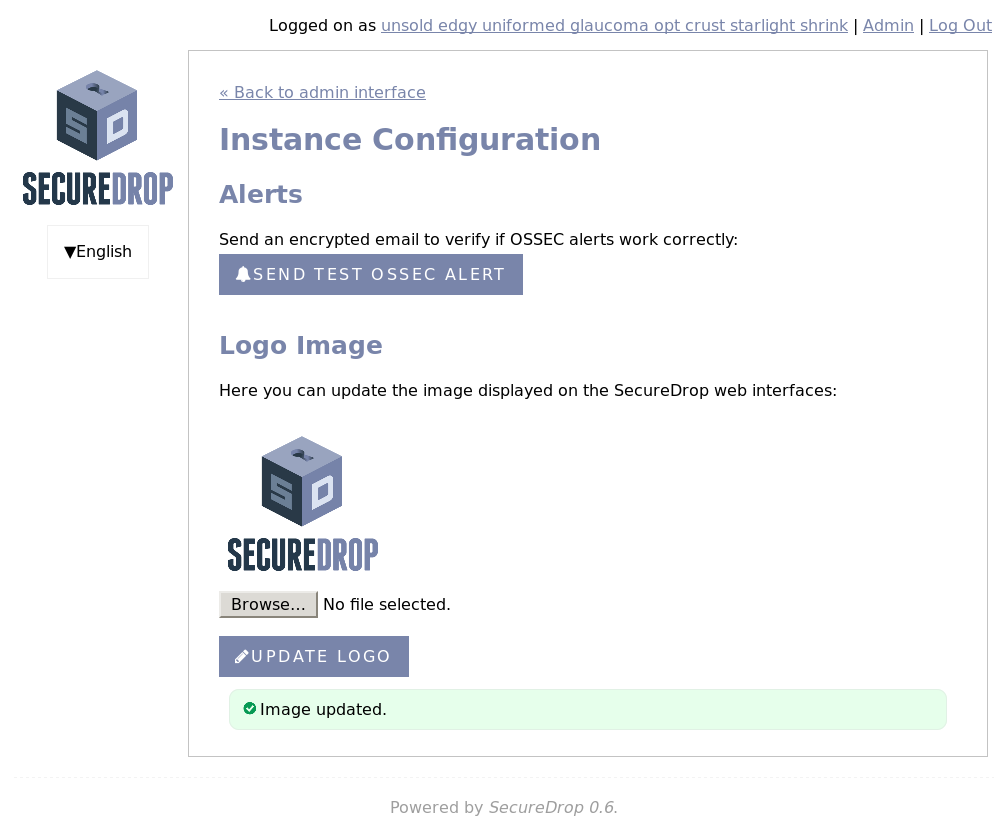 Logged on as unsold edgy uniformed glaucoma opt crust starlight shrink | Admin | Log Out
SD
SECUREDROP
▼English
« Back to admin interface
Instance Configuration
Alerts
Send an encrypted email to verify if OSSEC alerts work correctly:
SEND TEST OSSEC ALERT
Logo Image
Here you can update the image displayed on the SecureDrop web interfaces:
SD
SECUREDROP
Browse... No file selected.
UPDATE LOGO
Image updated.
Powered by SecureDrop 0.6.